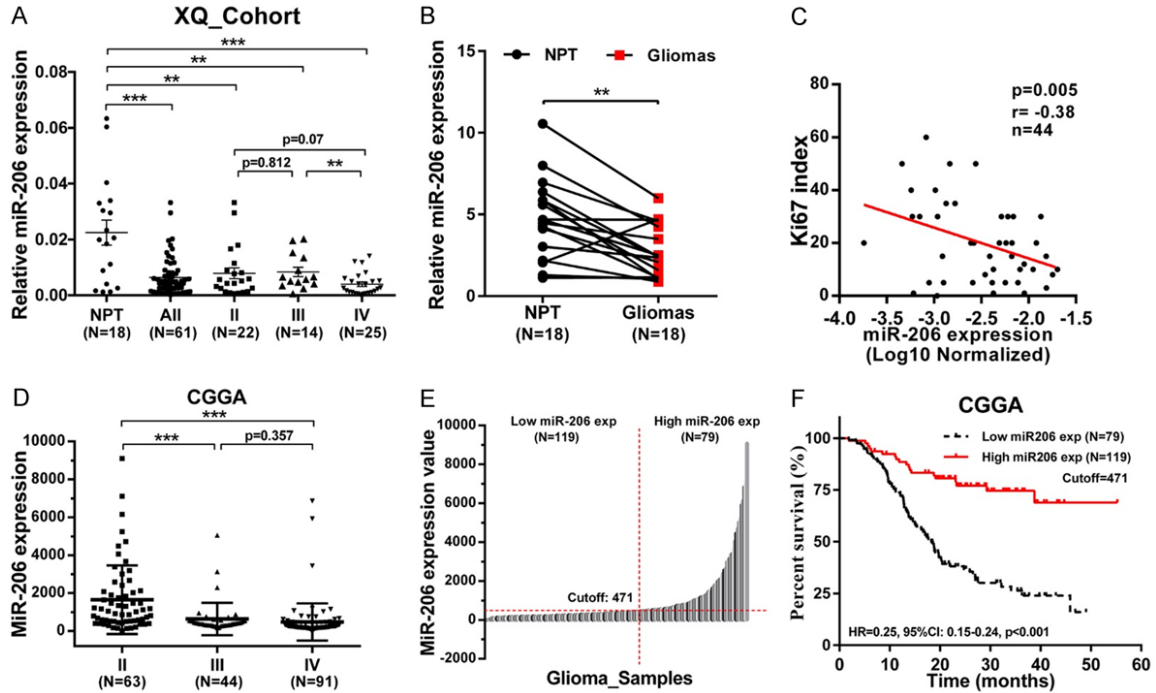 A
XQ_Cohort
Relative miR-206 expression
0.08
0.06
0.04
0.02
0.00
***
**
**
***
p=0.07
p=0.812
**
NPT
All
II
III
IV
(N=18)
(N=61)
(N=22)
(N=14)
(N=25)
B
Relative miR-206 expression
15
10
5
0
NPT
Gliomas
**
NPT
Gliomas
(N=18)
(N=18)
C
Ki67 index
80
60
40
20
0
p=0.005
r= -0.38
n=44
-4.0
-3.5
-3.0
-2.5
-2.0
-1.5
miR-206 expression
(Log10 Normalized)
D
CGGA
MiR-206 expression
10000
8000
6000
4000
2000
0
***
***
p=0.357
II
III
IV
(N=63)
(N=44)
(N=91)
E
MiR-206 expression value
10000
8000
6000
4000
2000
0
-2000
Low miR-206 exp
(N=119)
High miR-206 exp
(N=79)
Cutoff: 471
Glioma_Samples
F
CGGA
Percent survival (%)
100
75
50
25
0
Low miR206 exp (N=79)
High miR206 exp (N=119)
Cutoff=471
HR=0.25, 95%CI: 0.15-0.24, p<0.001
0
10
20
30
40
50
60
Time (months)